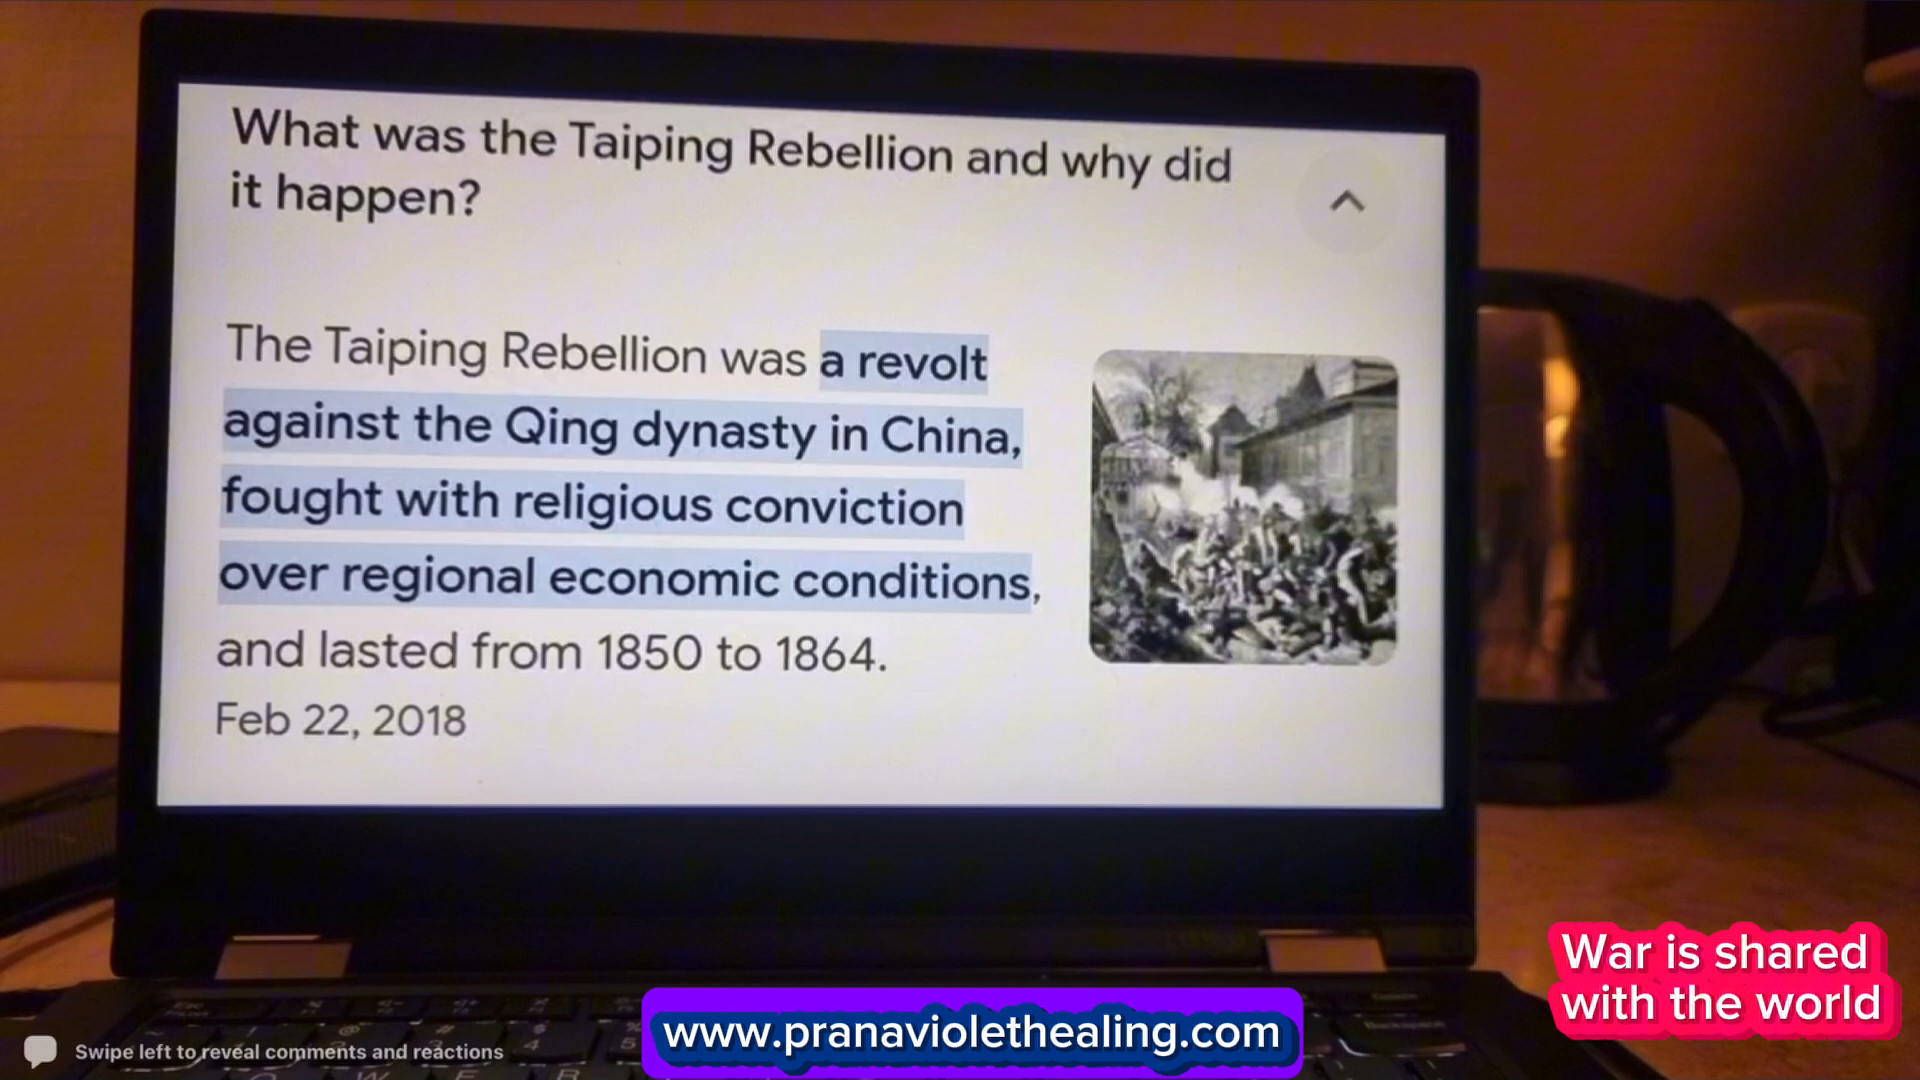 What was the Taiping Rebellion and why did
it happen?
The Taiping Rebellion was a revolt
against the Qing dynasty in China,
fought with religious conviction
over regional economic conditions,
and lasted from 1850 to 1864.
Feb 22, 2018
War is shared
with the world
www.pranaviolethealing.com
Swipe left to reveal comments and reactions